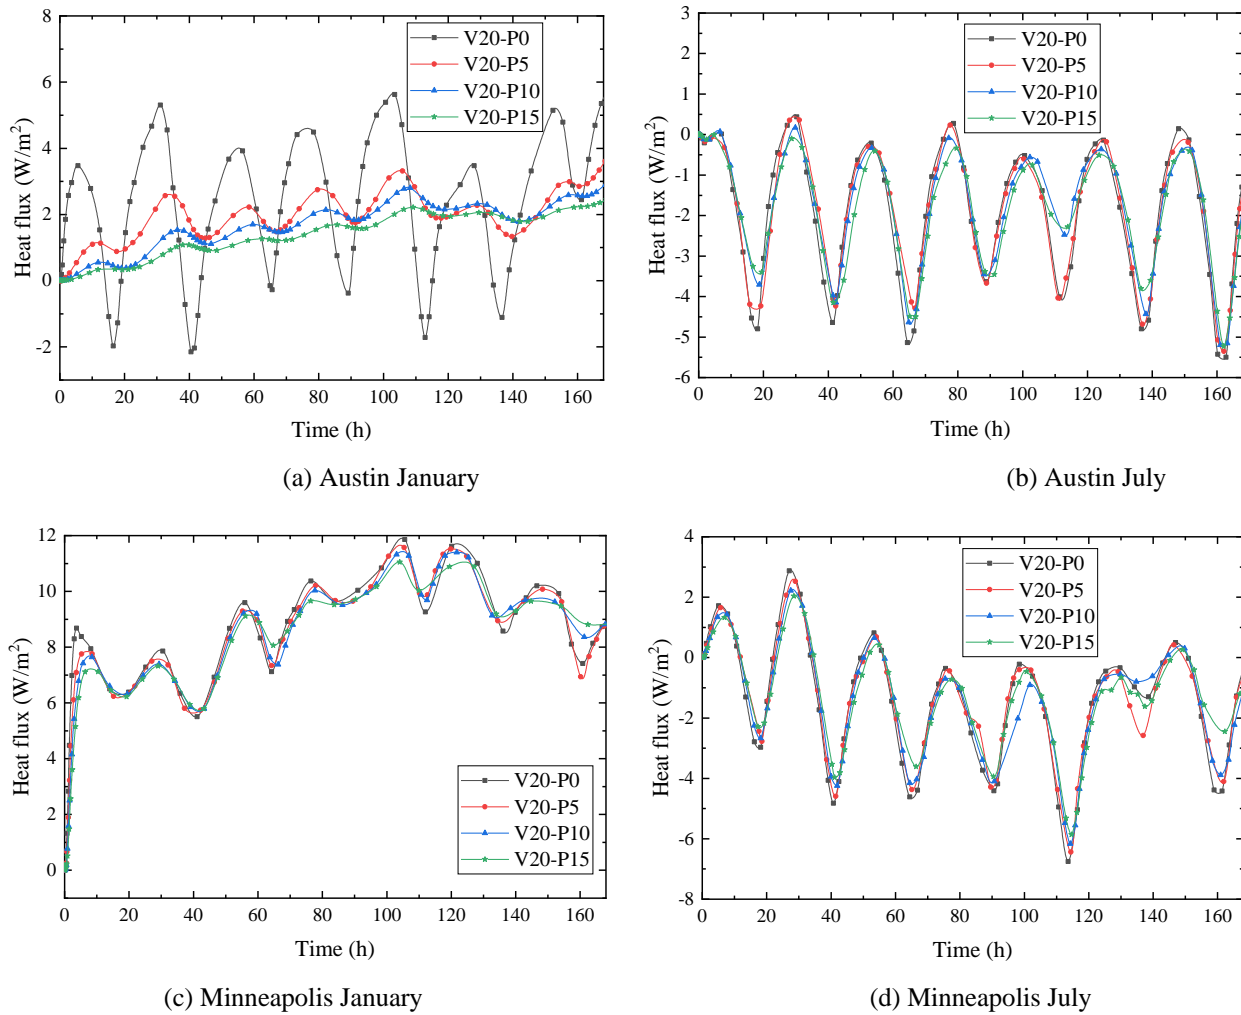 8
6
4
2
0
-2
Heat flux (W/m²)
V20-P0
V20-P5
V20-P10
V20-P15
0 20 40 60 80 100 120 140 160
Time (h)
(a) Austin January
3
2
1
0
-1
-2
-3
-4
-5
-6
Heat flux (W/m²)
V20-P0
V20-P5
V20-P10
V20-P15
0 20 40 60 80 100 120 140 160
Time (h)
(b) Austin July
12
10
8
6
4
2
0
Heat flux (W/m²)
V20-P0
V20-P5
V20-P10
V20-P15
0 20 40 60 80 100 120 140 160
Time (h)
(c) Minneapolis January
4
2
0
-2
-4
-6
-8
Heat flux (W/m²)
V20-P0
V20-P5
V20-P10
V20-P15
0 20 40 60 80 100 120 140 160
Time (h)
(d) Minneapolis July